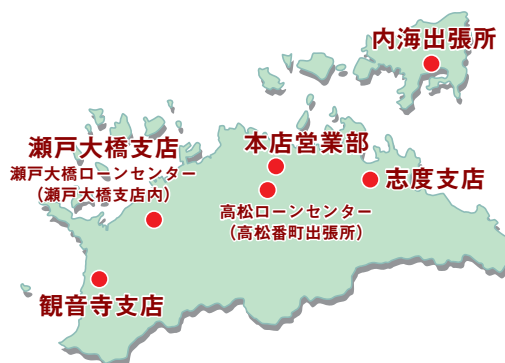 内海出張所
瀬戸大橋支店
瀬戸大橋ローンセンター
（瀬戸大橋支店内）
本店営業部
高松ローンセンター
（高松番町出張所）
志度支店
観音寺支店